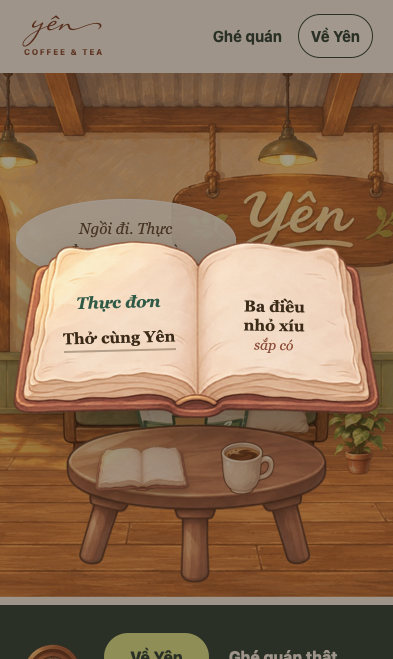 yên
COFFEE & TEA
Ghé quán
Về Yên
Yên
Ngồi đi. Thực
Thực đơn
Thở cùng Yên
Ba điều
nhỏ xíu
sắp có
Về Yên
Ghé quán thật